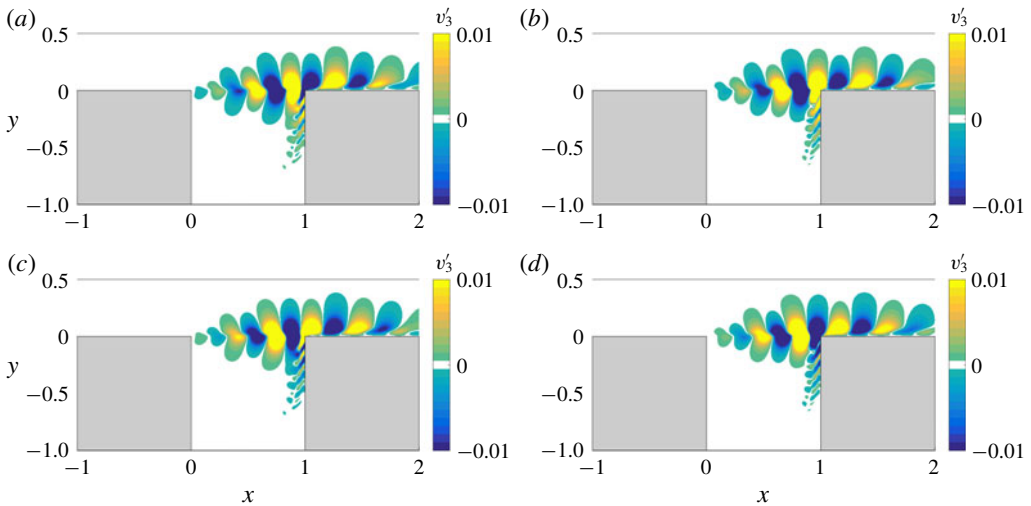 (a) v′3 (b) v′3
0.5 0.01 0.5 0.01
0 0 0 0
y
−0.5 −0.5
−1.0 −0.01 −1.0 −0.01
−1 0 1 2 −1 0 1 2
(c) v′3 (d) v′3
0.5 0.01 0.5 0.01
0 0 0 0
y
−0.5 −0.5
−1.0 −0.01 −1.0 −0.01
−1 0 1 2 −1 0 1 2
x x